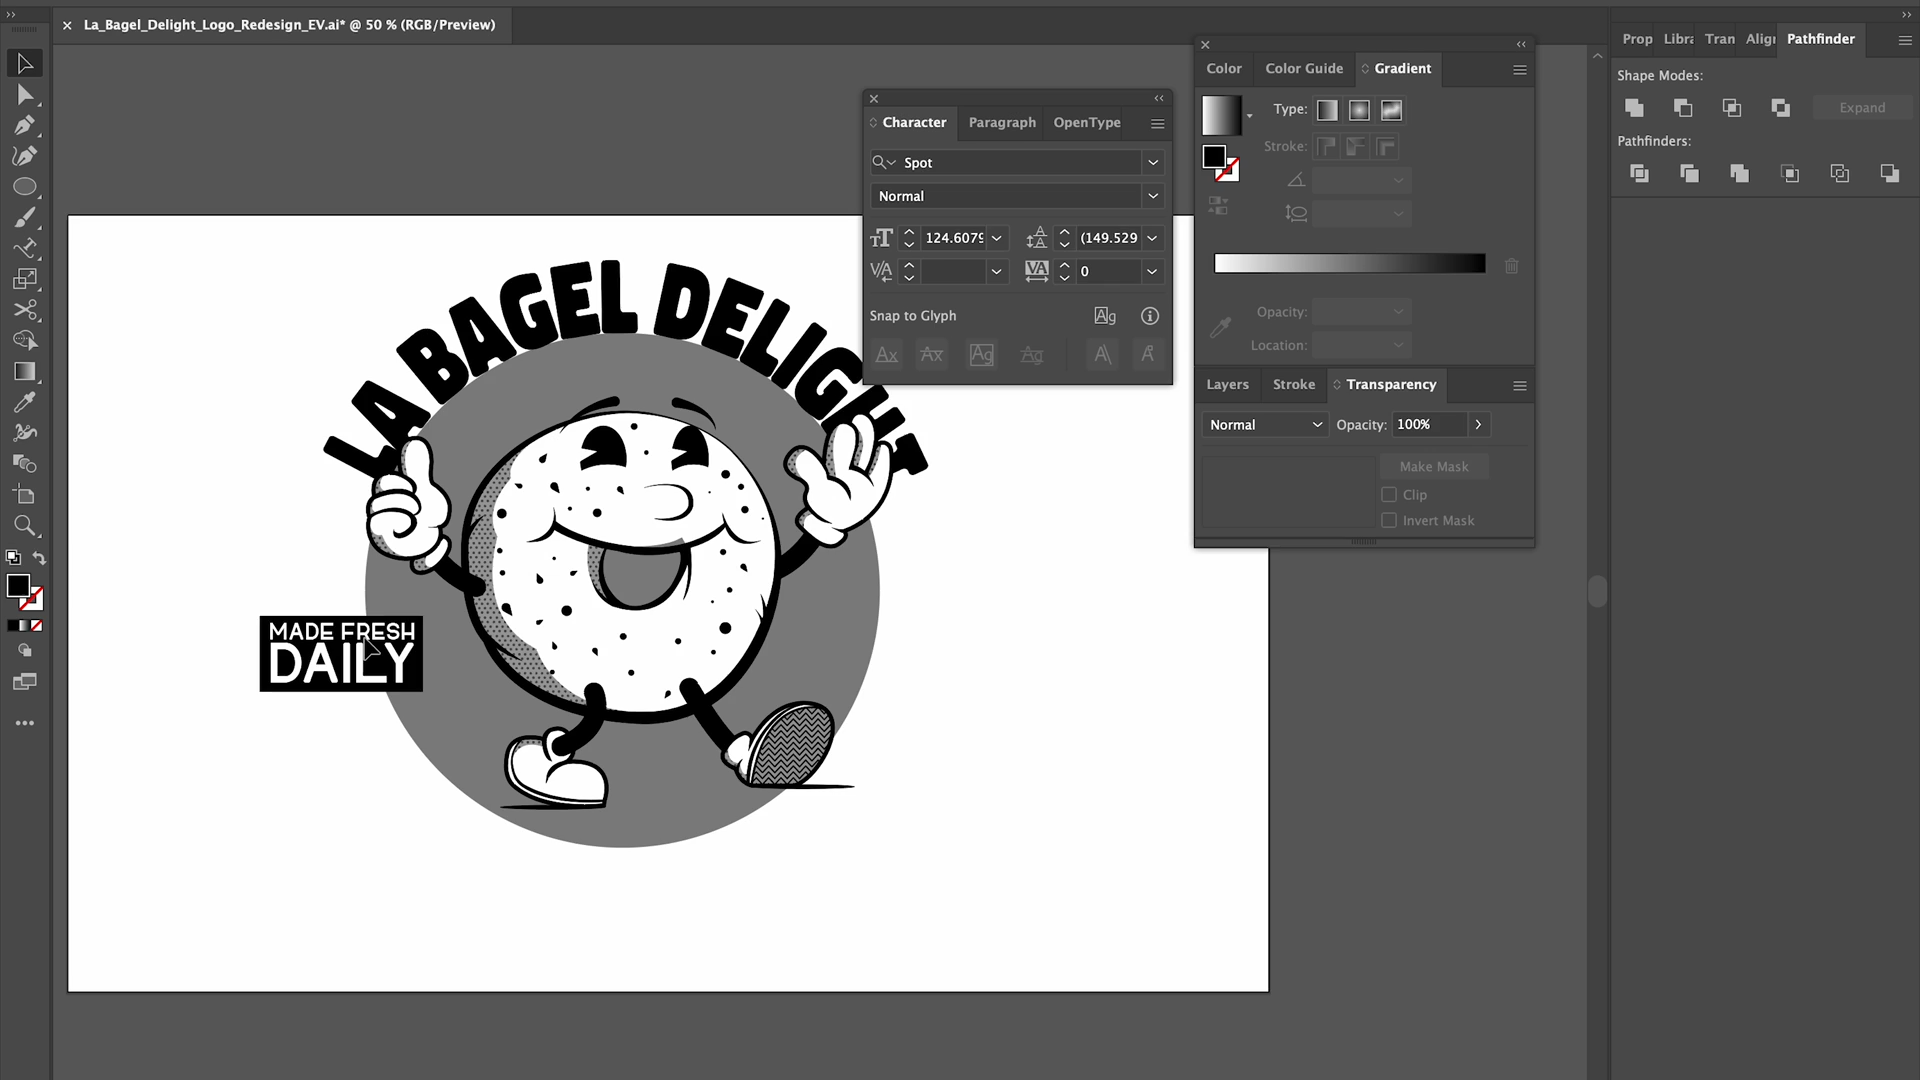 La_Bagel_Delight_Logo_Redesign_EV.ai* @ 50 % (RGB/Preview)
Prop Libra Tran Align Pathfinder
Shape Modes:
Expand
Pathfinders:
Color Color Guide Gradient
Type:
Stroke:
Opacity:
Location:
Layers Stroke Transparency
Normal Opacity: 100%
Make Mask
Clip
Invert Mask
Character Paragraph OpenType
Spot
Normal
124.6079 (149.529
0
Snap to Glyph
LA BAGEL DELIGHT
MADE FRESH
DAILY